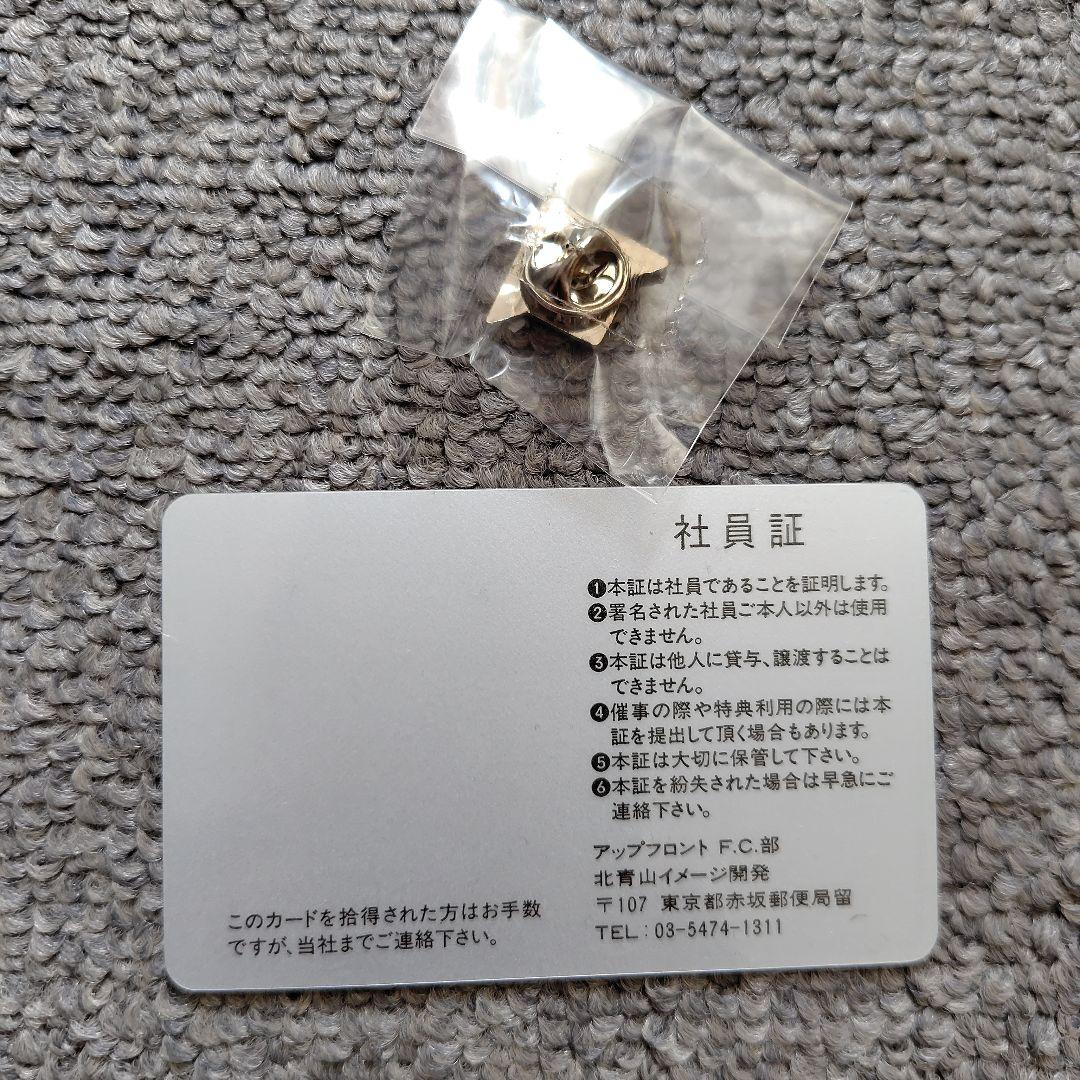 社員証
❶本証は社員であることを証明します。
❷署名された社員ご本人以外は使用
できません。
❸本証は他人に貸与、譲渡することは
できません。
❹催事の際や特典利用の際には本
証を提出して頂く場合もあります。
❺本証は大切に保管して下さい。
❻本証を紛失された場合は早急にご
連絡下さい。
アップフロント F.C.部
北青山イメージ開発
〒107 東京都赤坂郵便局留
TEL:03-5474-1311
このカードを拾得された方はお手数
ですが、当社までご連絡下さい。